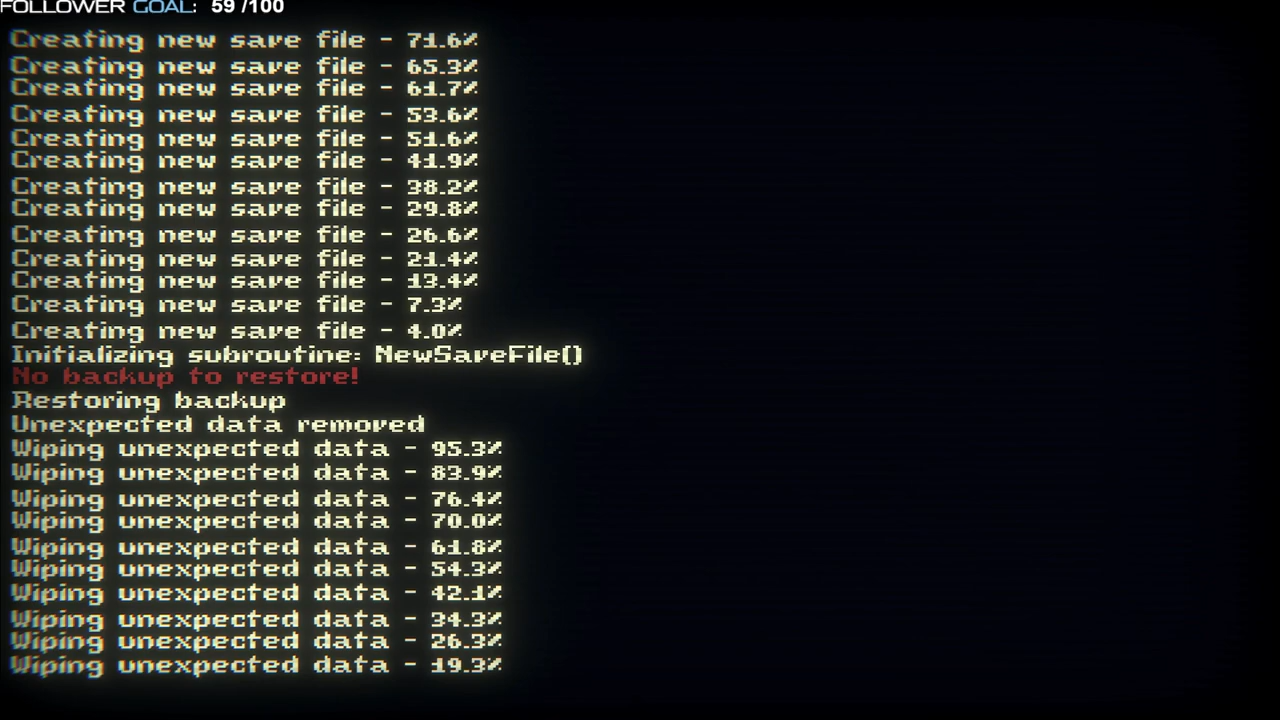 FOLLOWER GOAL: 59 /100
Creating new save file - 71.6%
Creating new save file - 65.3%
Creating new save file - 61.7%
Creating new save file - 53.6%
Creating new save file - 51.6%
Creating new save file - 41.9%
Creating new save file - 38.2%
Creating new save file - 29.8%
Creating new save file - 26.6%
Creating new save file - 21.4%
Creating new save file - 13.4%
Creating new save file - 7.3%
Creating new save file - 4.0%
Initializing subroutine: NewSaveFile()
No backup to restore!
Restoring backup
Unexpected data removed
Wiping unexpected data - 95.3%
Wiping unexpected data - 83.9%
Wiping unexpected data - 76.4%
Wiping unexpected data - 70.0%
Wiping unexpected data - 61.8%
Wiping unexpected data - 54.3%
Wiping unexpected data - 42.1%
Wiping unexpected data - 34.3%
Wiping unexpected data - 26.3%
Wiping unexpected data - 19.3%